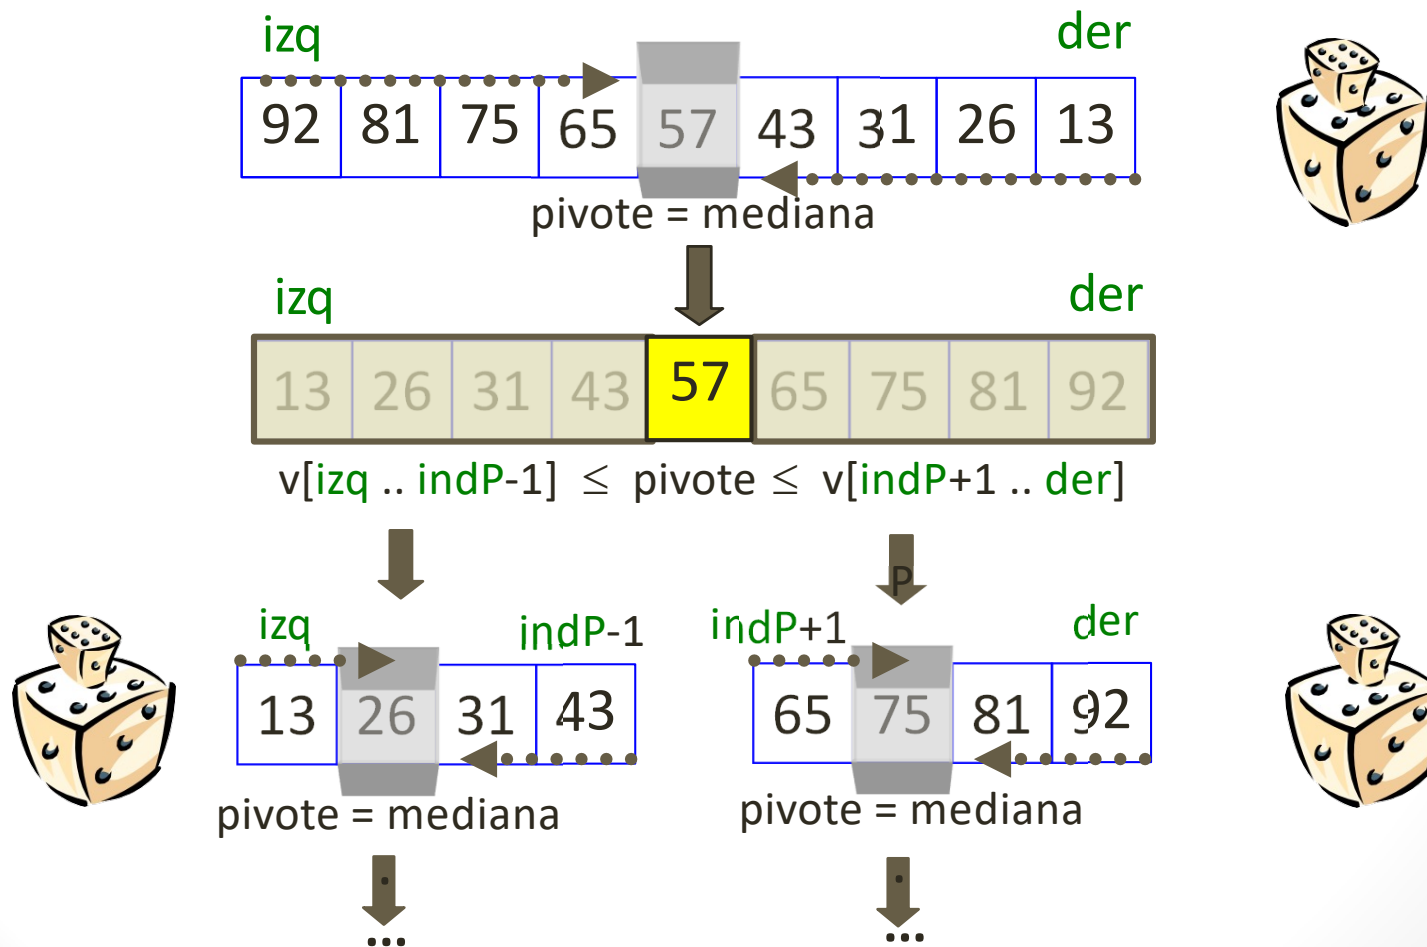 izq der
92 81 75 65 57 43 31 26 13
pivote = mediana
izq der
13 26 31 43 57 65 75 81 92
v[izq .. indP-1] ≤ pivote ≤ v[indP+1 .. der]
P
izq indP-1 indP+1 der
13 26 31 43 65 75 81 92
pivote = mediana pivote = mediana
... ...